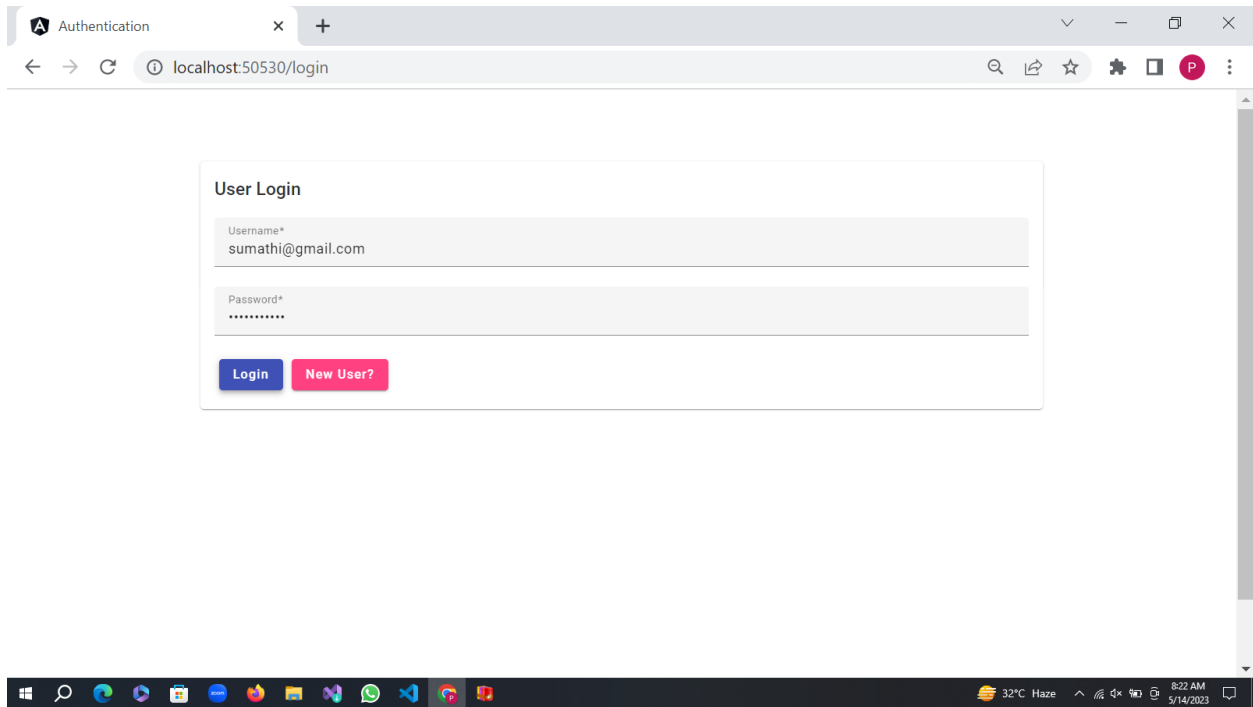 Authentication
localhost:50530/login
P
User Login
Username*
sumathi@gmail.com
Password*
•••••••••••
Login New User?
zoom
32°C Haze
8:22 AM
5/14/2023